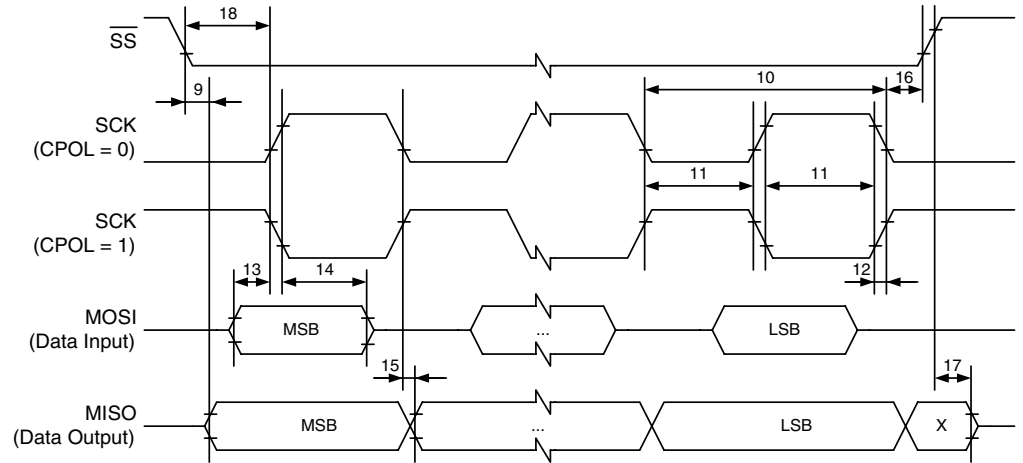 18
SS
10
16
9
SCK
(CPOL = 0)
11
11
SCK
(CPOL = 1)
13
14
12
MOSI
(Data Input)
MSB
...
LSB
15
17
MISO
(Data Output)
MSB
...
LSB
X